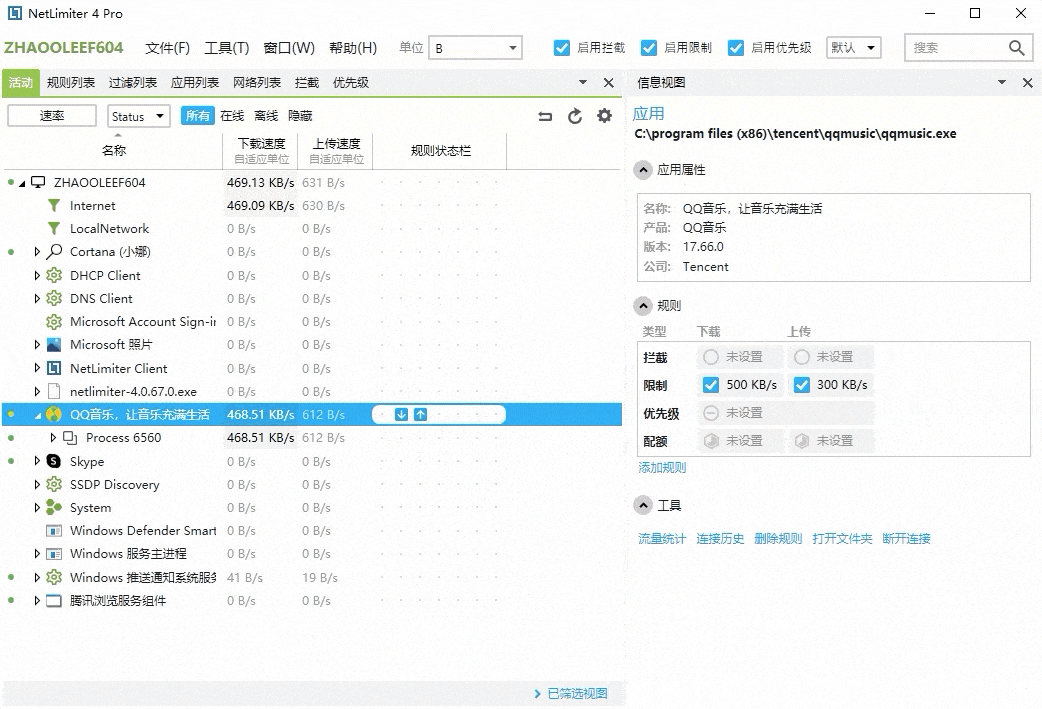 NetLimiter 4 Pro
ZHAOOLEEF604 文件(F) 工具(T) 窗口(W) 帮助(H) 单位 B 启用拦截 启用限制 启用优先级 默认 搜索
活动 规则列表 过滤列表 应用列表 网络列表 拦截 优先级
速率 Status 所有 在线 离线 隐藏
名称 下载速度 上传速度 规则状态栏
自适应单位 自适应单位
ZHAOOLEEF604 469.13 KB/s 631 B/s
Internet 469.09 KB/s 630 B/s
LocalNetwork 0 B/s 0 B/s
Cortana (小娜) 0 B/s 0 B/s
DHCP Client 0 B/s 0 B/s
DNS Client 0 B/s 0 B/s
Microsoft Account Sign-in 0 B/s 0 B/s
Microsoft 照片 0 B/s 0 B/s
NetLimiter Client 0 B/s 0 B/s
netlimiter-4.0.67.0.exe 0 B/s 0 B/s
QQ音乐，让音乐充满生活 468.51 KB/s 612 B/s
Process 6560 468.51 KB/s 612 B/s
Skype 0 B/s 0 B/s
SSDP Discovery 0 B/s 0 B/s
System 0 B/s 0 B/s
Windows Defender Smart 0 B/s 0 B/s
Windows 服务主进程 0 B/s 0 B/s
Windows 推送通知系统服务 41 B/s 19 B/s
腾讯浏览服务组件 0 B/s 0 B/s
已筛选视图
信息视图
应用
C:\program files (x86)\tencent\qqmusic\qqmusic.exe
应用属性
名称: QQ音乐，让音乐充满生活
产品: QQ音乐
版本: 17.66.0
公司: Tencent
规则
类型 下载 上传
拦截 未设置 未设置
限制 500 KB/s 300 KB/s
优先级 未设置
配额 未设置 未设置
添加规则
工具
流量统计 连接历史 删除规则 打开文件夹 断开连接